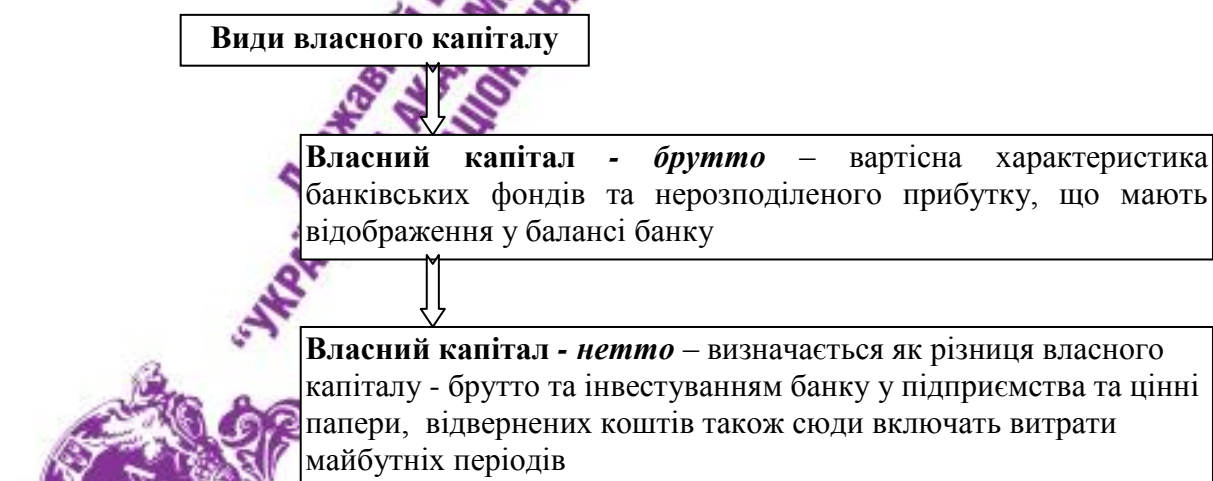 Види власного капіталу
Власний капітал - брутто – вартісна характеристика
банківських фондів та нерозподіленого прибутку, що мають
відображення у балансі банку
Власний капітал - нетто – визначається як різниця власного
капіталу - брутто та інвестуванням банку у підприємства та цінні
папери, відвернених коштів також сюди включать витрати
майбутніх періодів